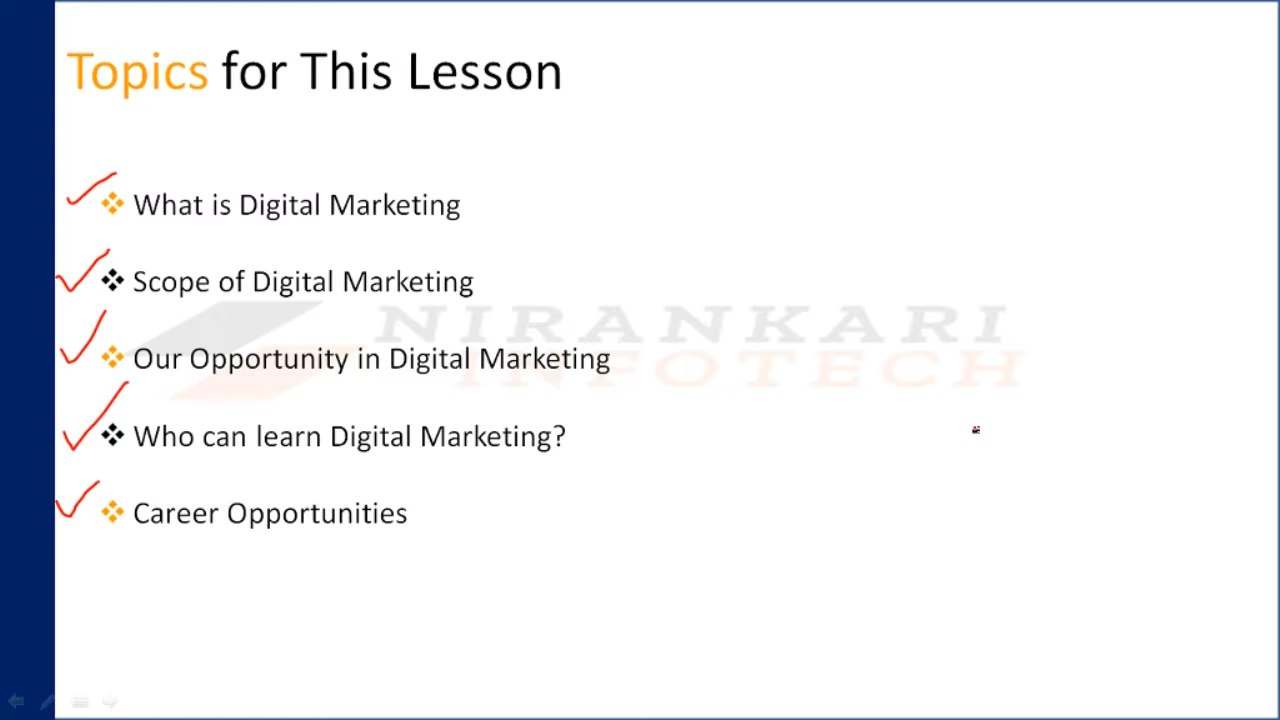 Topics for This Lesson
What is Digital Marketing
Scope of Digital Marketing
NIRANKARI
INFOTECH
Our Opportunity in Digital Marketing
Who can learn Digital Marketing?
Career Opportunities